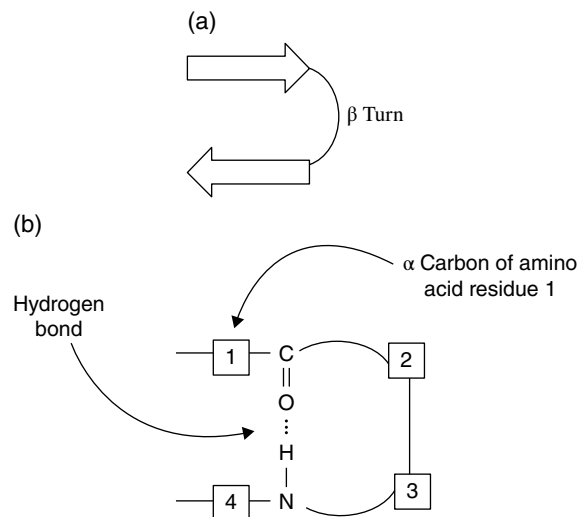 (a)
β Turn
(b)
α Carbon of amino
acid residue 1
Hydrogen
bond
1 C 2
O
H
4 N 3